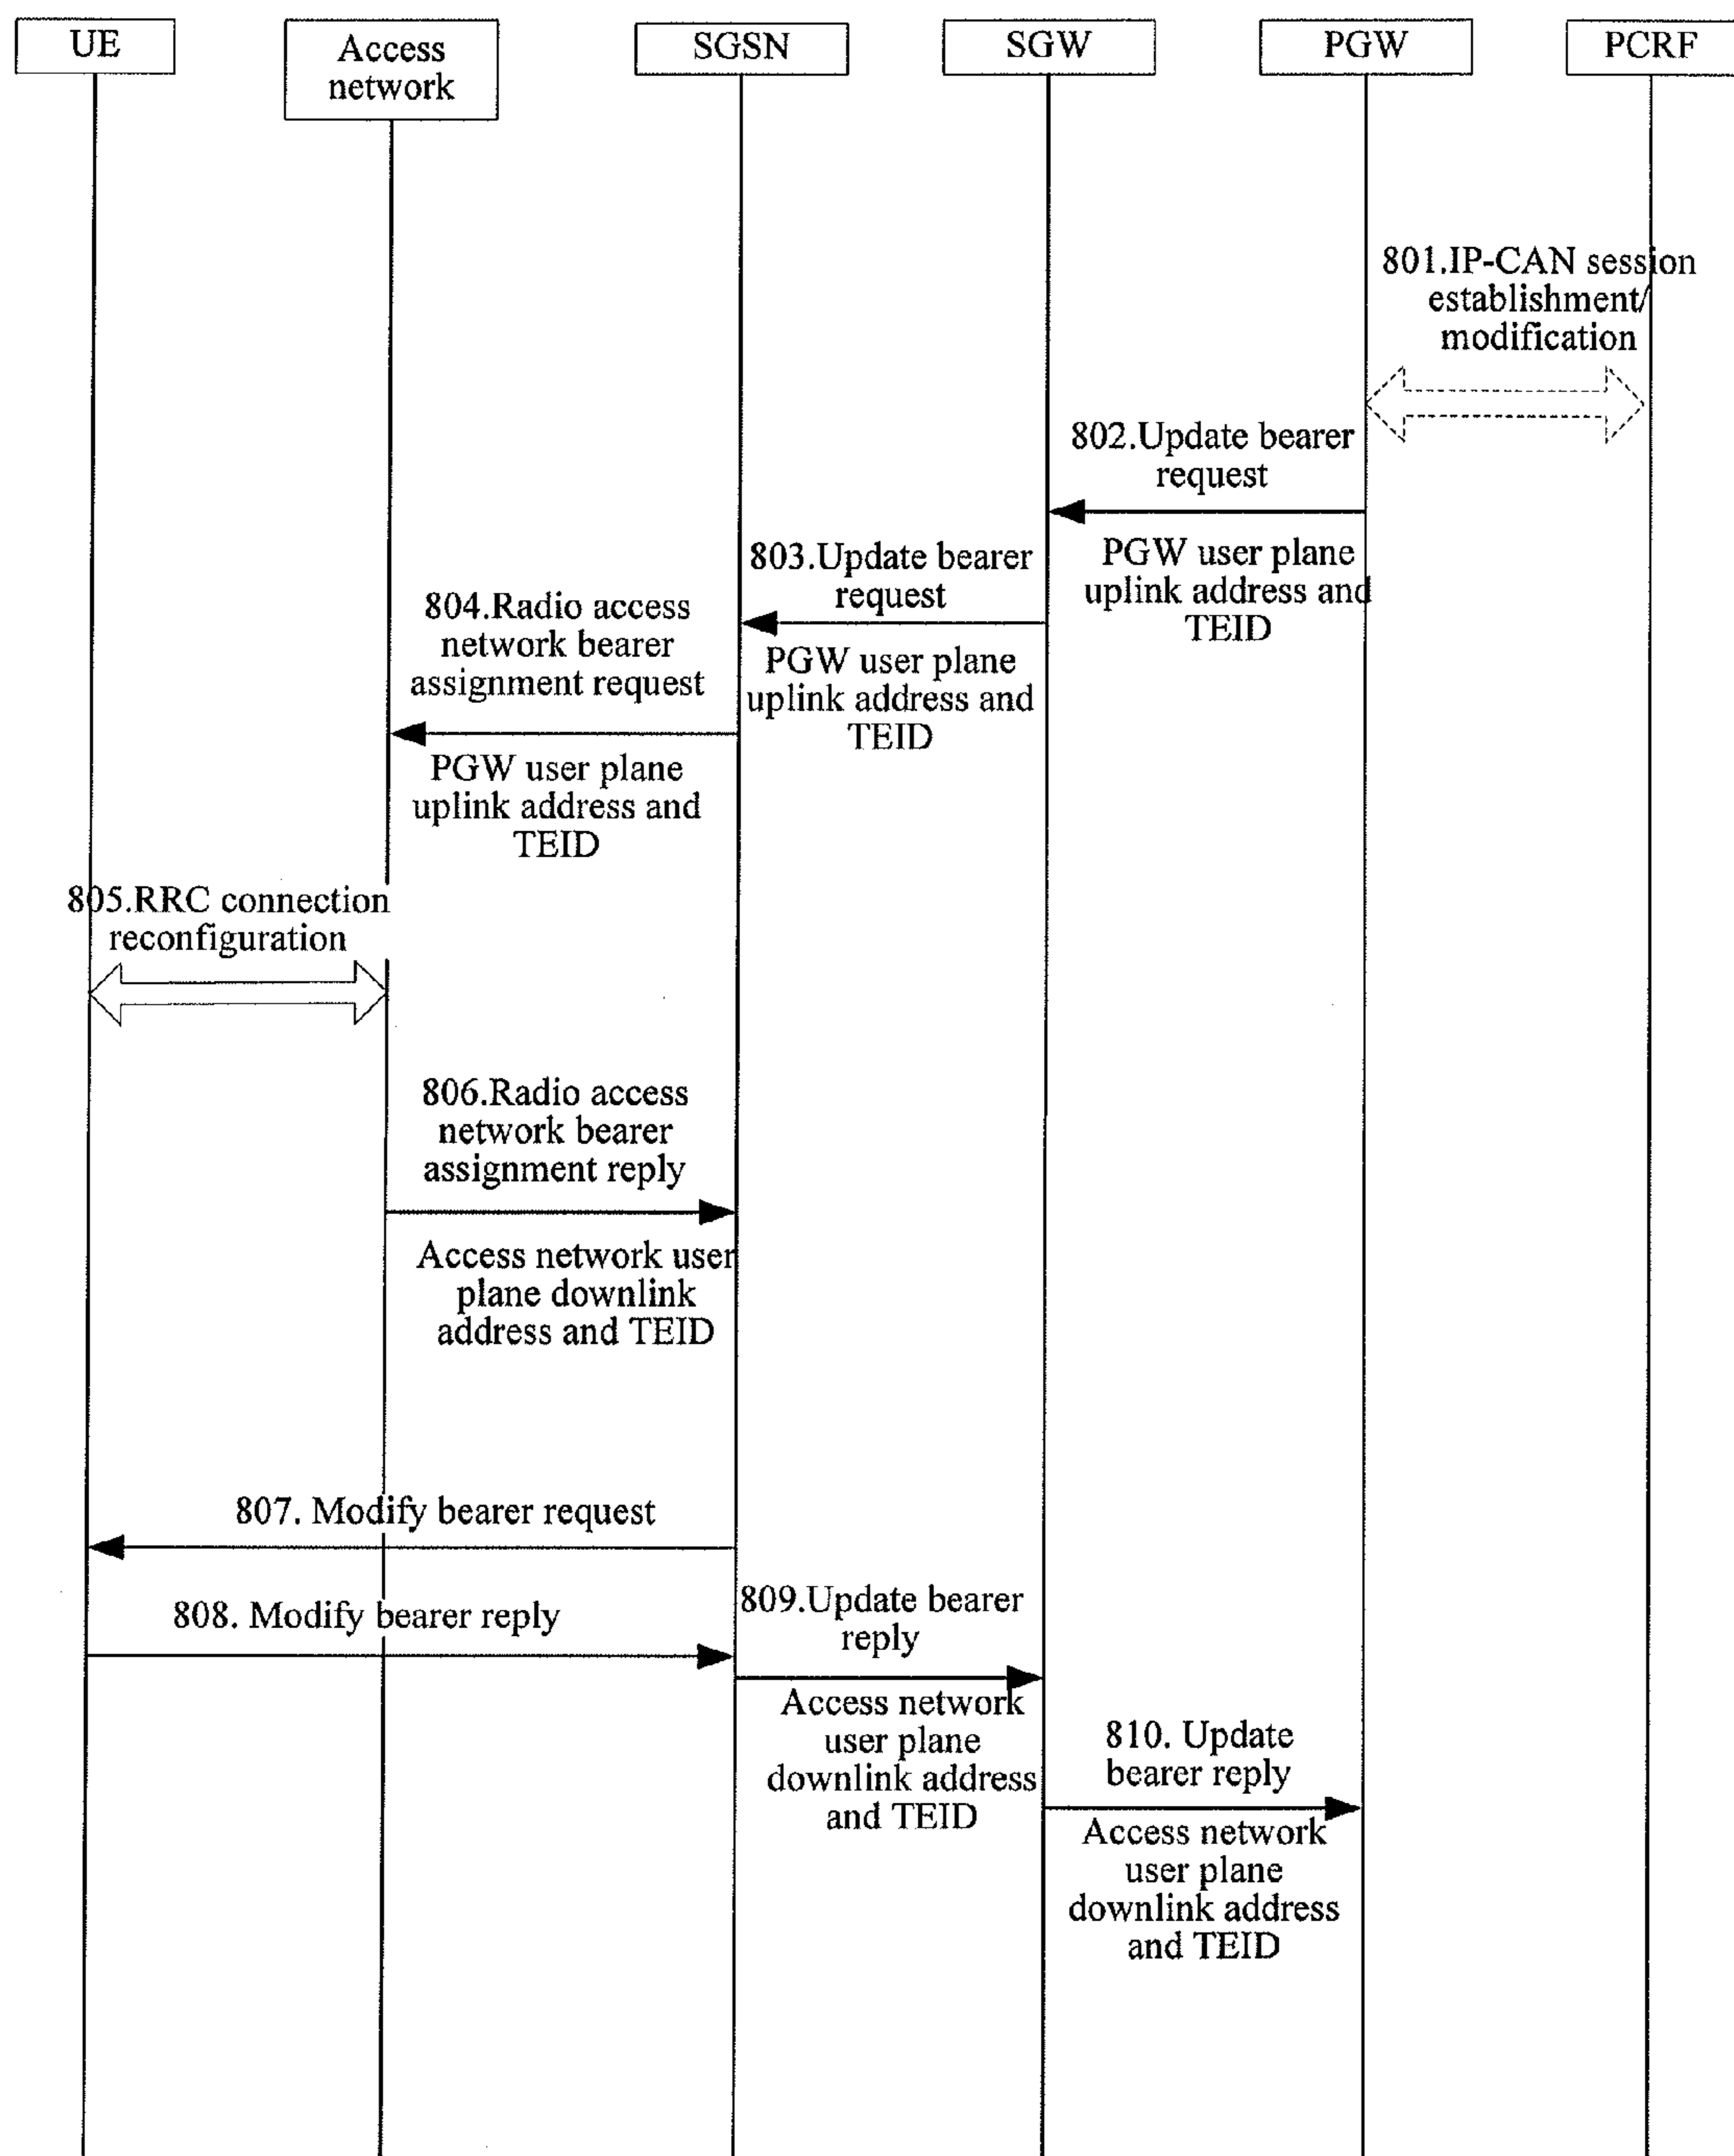 UE
Access
network
SGSN
SGW
PGW
PCRF
801.IP-CAN session
establishment/
modification
802.Update bearer
request
PGW user plane
uplink address and
TEID
803.Update bearer
request
PGW user plane
uplink address and
TEID
804.Radio access
network bearer
assignment request
PGW user plane
uplink address and
TEID
805.RRC connection
reconfiguration
806.Radio access
network bearer
assignment reply
Access network user
plane downlink
address and TEID
807. Modify bearer request
808. Modify bearer reply
809.Update bearer
reply
Access network
user plane
downlink address
and TEID
810. Update
bearer reply
Access network
user plane
downlink address
and TEID